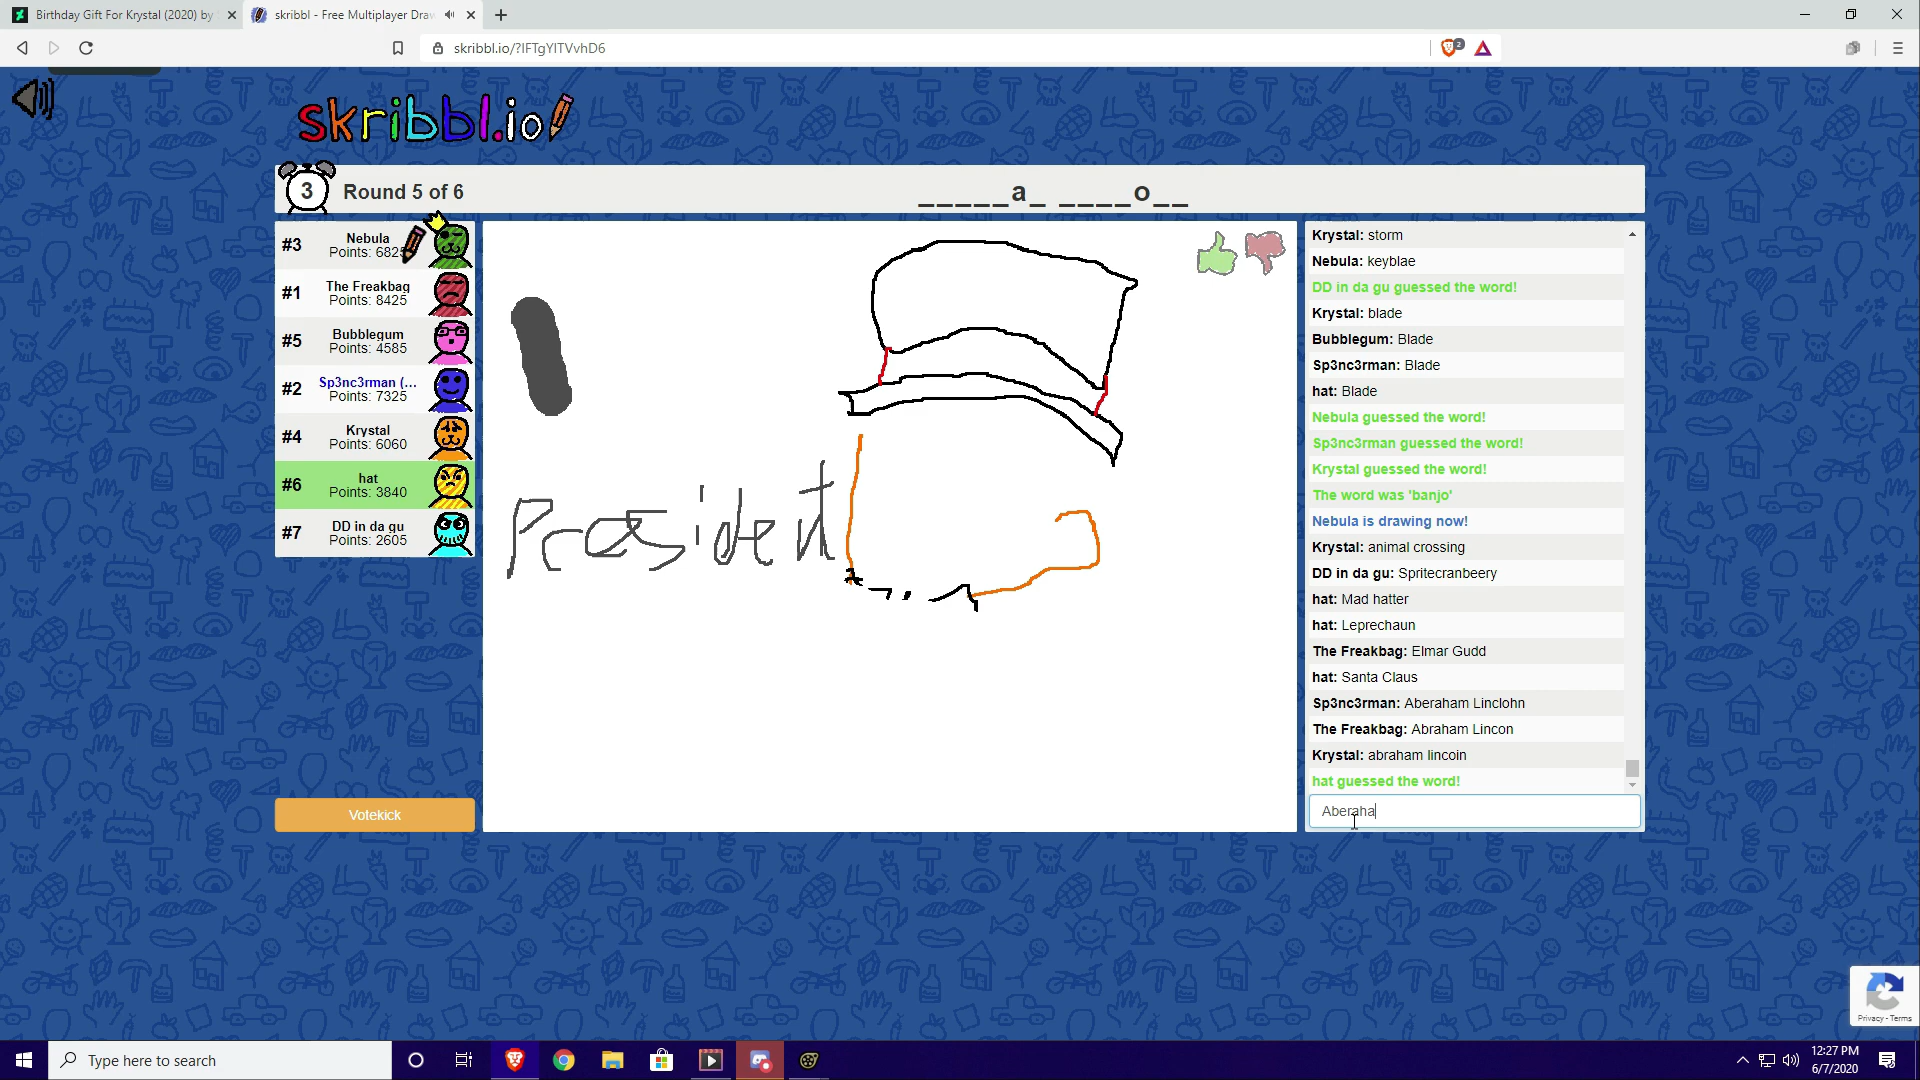 Birthday Gift For Krystal (2020) by
skribbl - Free Multiplayer Draw
skribbl.io/?IFTgYlTVvhD6
2
skribbl.io
3
Round 5 of 6
_____a_ ____o__
#3 Nebula
Points: 6825
#1 The Freakbag
Points: 8425
#5 Bubblegum
Points: 4585
#2 Sp3nc3rman (...
Points: 7325
#4 Krystal
Points: 6060
#6 hat
Points: 3840
#7 DD in da gu
Points: 2605
Votekick
President
Krystal: storm
Nebula: keyblae
DD in da gu guessed the word!
Krystal: blade
Bubblegum: Blade
Sp3nc3rman: Blade
hat: Blade
Nebula guessed the word!
Sp3nc3rman guessed the word!
Krystal guessed the word!
The word was 'banjo'
Nebula is drawing now!
Krystal: animal crossing
DD in da gu: Spritecranbeery
hat: Mad hatter
hat: Leprechaun
The Freakbag: Elmar Gudd
hat: Santa Claus
Sp3nc3rman: Aberaham Linclohn
The Freakbag: Abraham Lincon
Krystal: abraham lincoin
hat guessed the word!
Aberaha
Privacy - Terms
Type here to search
12:27 PM
6/7/2020